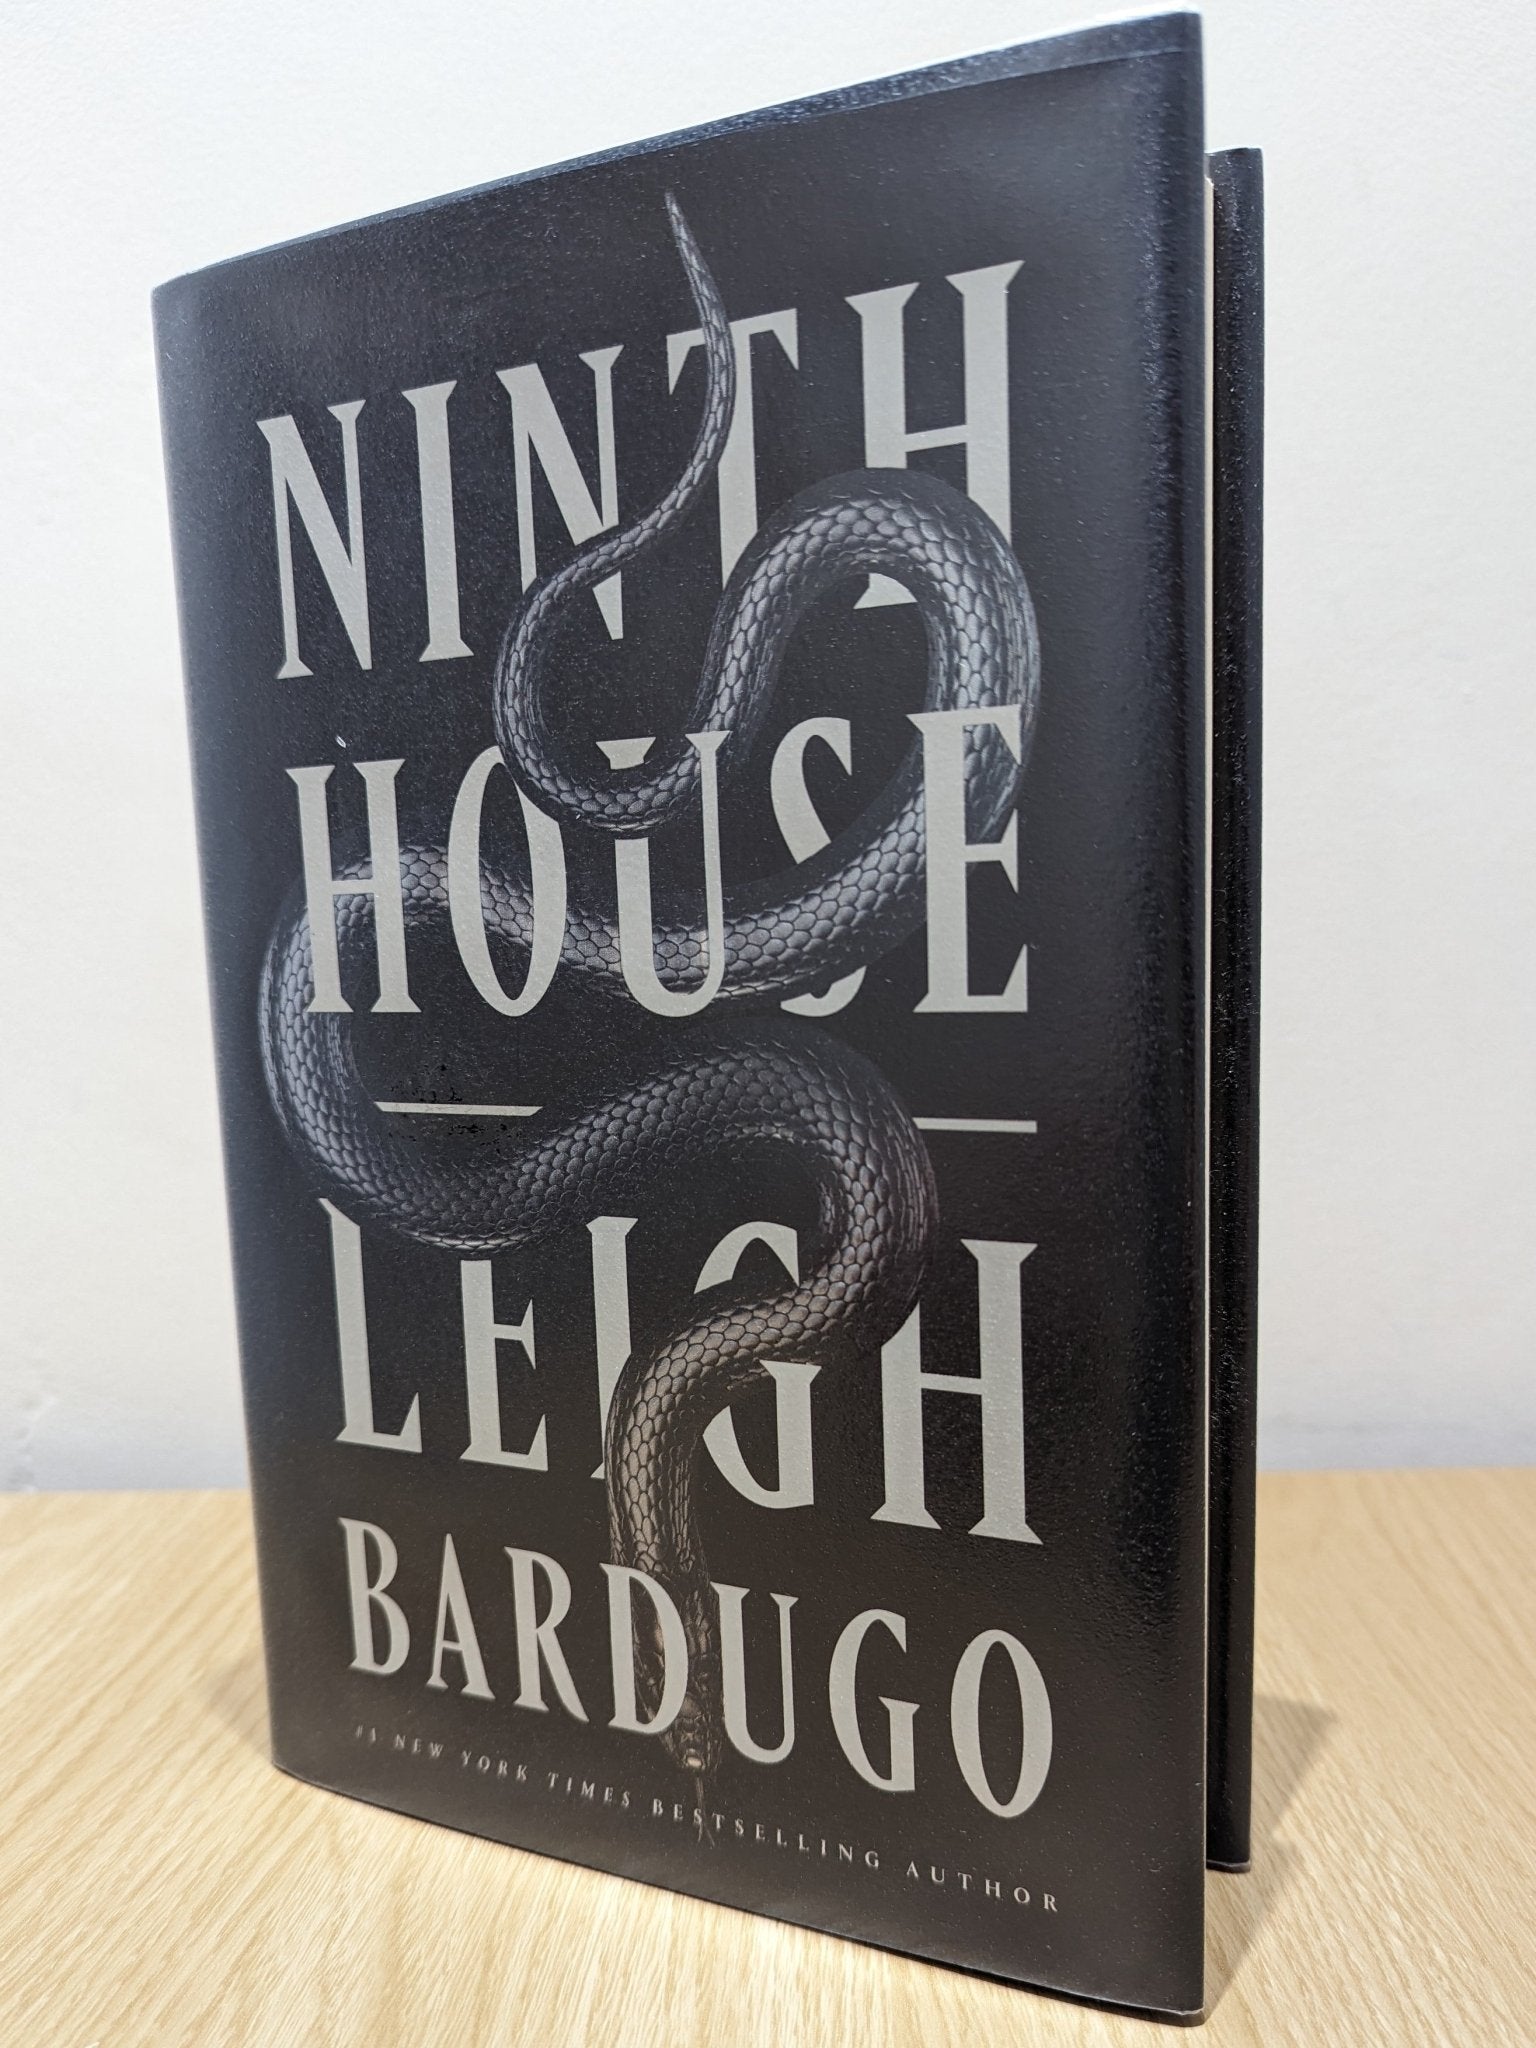 NINTH
HOUSE
LEIGH
BARDUGO
#1 NEW YORK TIMES BESTSELLING AUTHOR